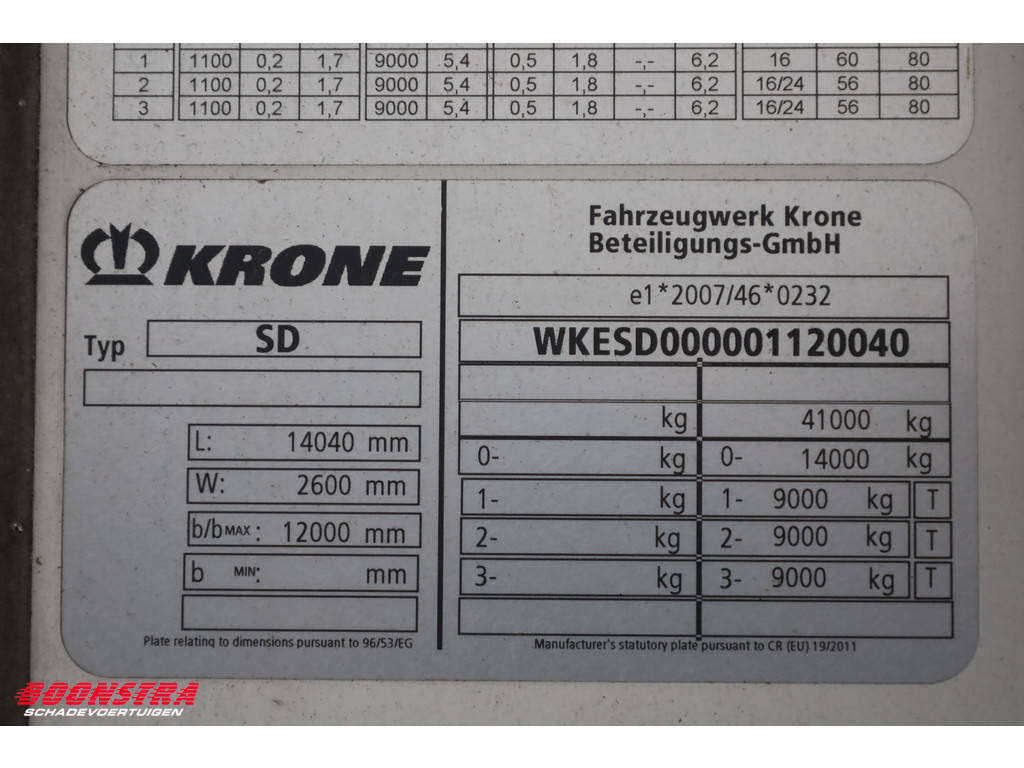 1 1100 0,2 1,7 9000 5,4 0,5 1,8 -,- 6,2 16 60 80
2 1100 0,2 1,7 9000 5,4 0,5 1,8 -,- 6,2 16/24 56 80
3 1100 0,2 1,7 9000 5,4 0,5 1,8 -,- 6,2 16/24 56 80
KRONE
Typ SD
L: 14040 mm
W: 2600 mm
b/b MAX: 12000 mm
b MIN: mm
Plate relating to dimensions pursuant to 96/53/EG
Fahrzeugwerk Krone
Beteiligungs-GmbH
e1*2007/46*0232
WKESD000001120040
kg 41000 kg
0- kg 0- 14000 kg
1- kg 1- 9000 kg T
2- kg 2- 9000 kg T
3- kg 3- 9000 kg T
Manufacturer's statutory plate pursuant to CR (EU) 19/2011
BOONSTRA
SCHADEVOERTUIGEN